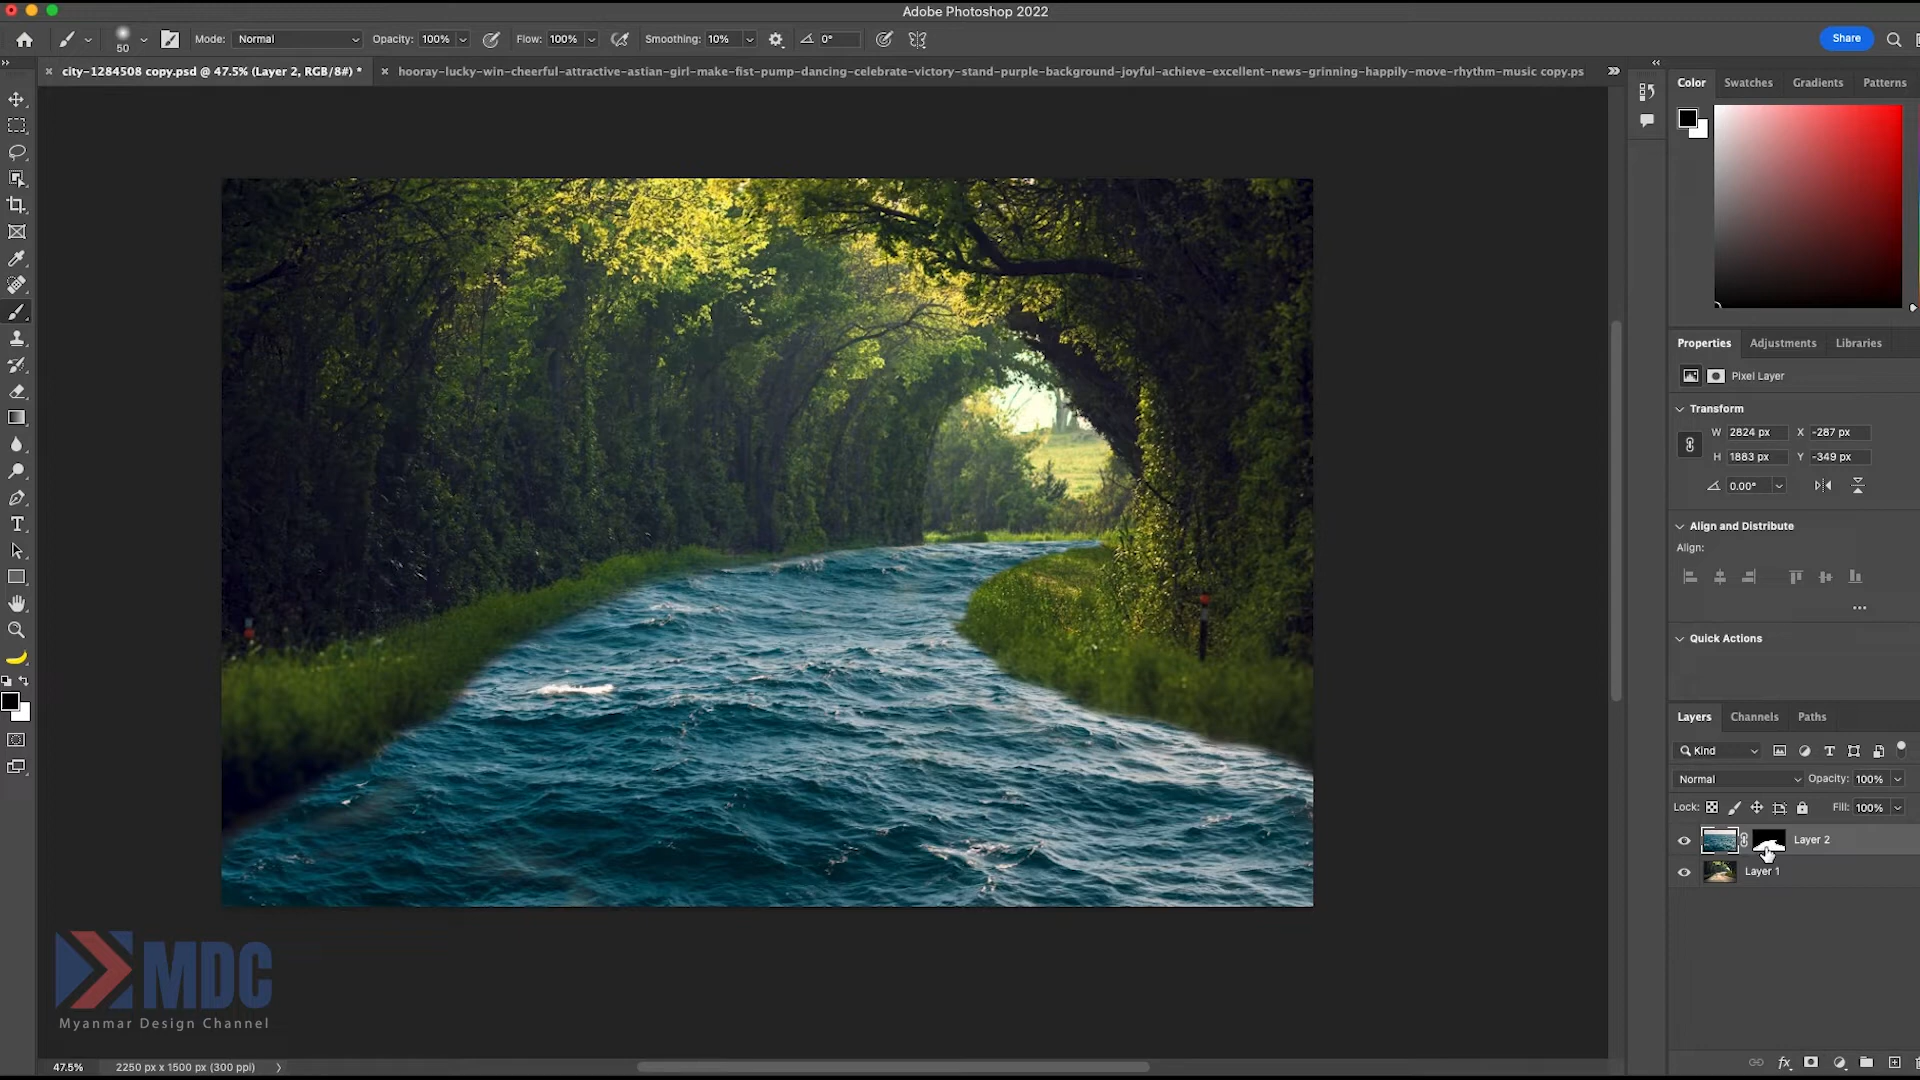 Adobe Photoshop 2022
50
Mode: Normal
Opacity: 100%
Flow: 100%
Smoothing: 10%
0°
Share
city-1284508 copy.psd @ 47.5% (Layer 2, RGB/8#) *
hooray-lucky-win-cheerful-attractive-astian-girl-make-fist-pump-dancing-celebrate-victory-stand-purple-background-joyful-achieve-excellent-news-grinning-happily-move-rhythm-music copy.ps
Color Swatches Gradients Patterns
Properties Adjustments Libraries
Pixel Layer
Transform
W 2824 px X -287 px
H 1883 px Y -349 px
0.00°
Align and Distribute
Align:
Quick Actions
Layers Channels Paths
Kind
Normal Opacity: 100%
Lock: Fill: 100%
Layer 2
Layer 1
MDC
Myanmar Design Channel
47.5% 2250 px x 1500 px (300 ppi)
fx